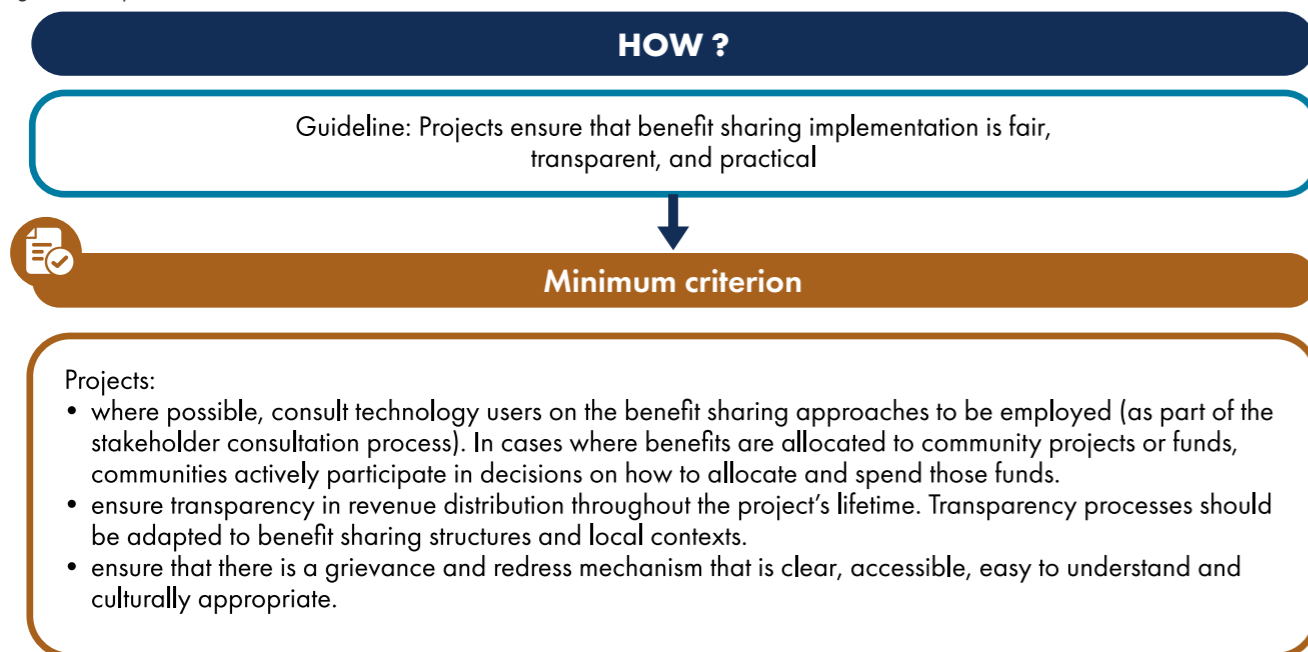 HOW ?
Guideline: Projects ensure that benefit sharing implementation is fair,
transparent, and practical
Minimum criterion
Projects:
• where possible, consult technology users on the benefit sharing approaches to be employed (as part of the
stakeholder consultation process). In cases where benefits are allocated to community projects or funds,
communities actively participate in decisions on how to allocate and spend those funds.
• ensure transparency in revenue distribution throughout the project’s lifetime. Transparency processes should
be adapted to benefit sharing structures and local contexts.
• ensure that there is a grievance and redress mechanism that is clear, accessible, easy to understand and
culturally appropriate.